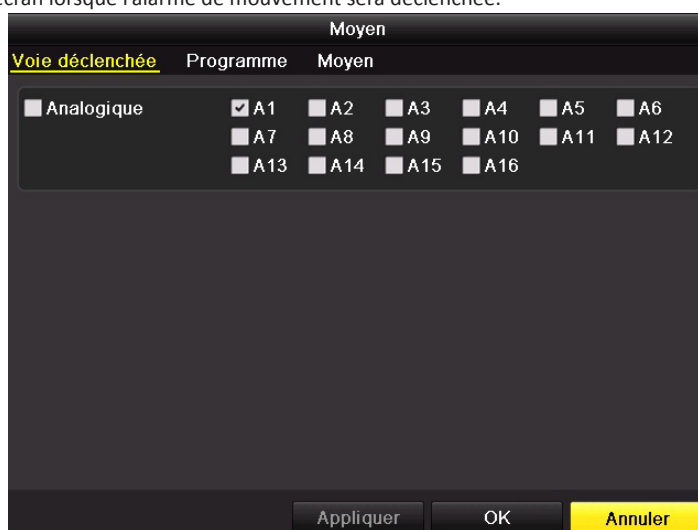 écran lorsque l'alarme de mouvement sera déclenchée.
Moyen
Voie déclenchée Programme Moyen
Analogique A1 A2 A3 A4 A5 A6
A7 A8 A9 A10 A11 A12
A13 A14 A15 A16
Appliquer OK Annuler